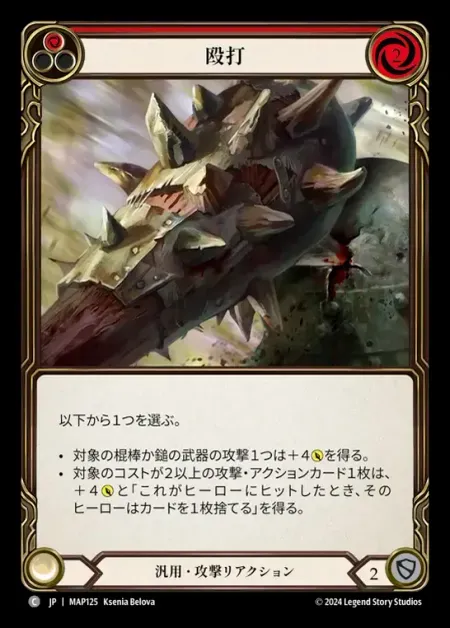 殴打
2
以下から1つを選ぶ。
• 対象の棍棒か鎚の武器の攻撃1つは+4を得る。
• 対象のコストが2以上の攻撃・アクションカード1枚は、
+4と「これがヒーローにヒットしたとき、その
ヒーローはカードを1枚捨てる」を得る。
汎用・攻撃リアクション
2
C JP | MAP125 Ksenia Belova
© 2024 Legend Story Studios